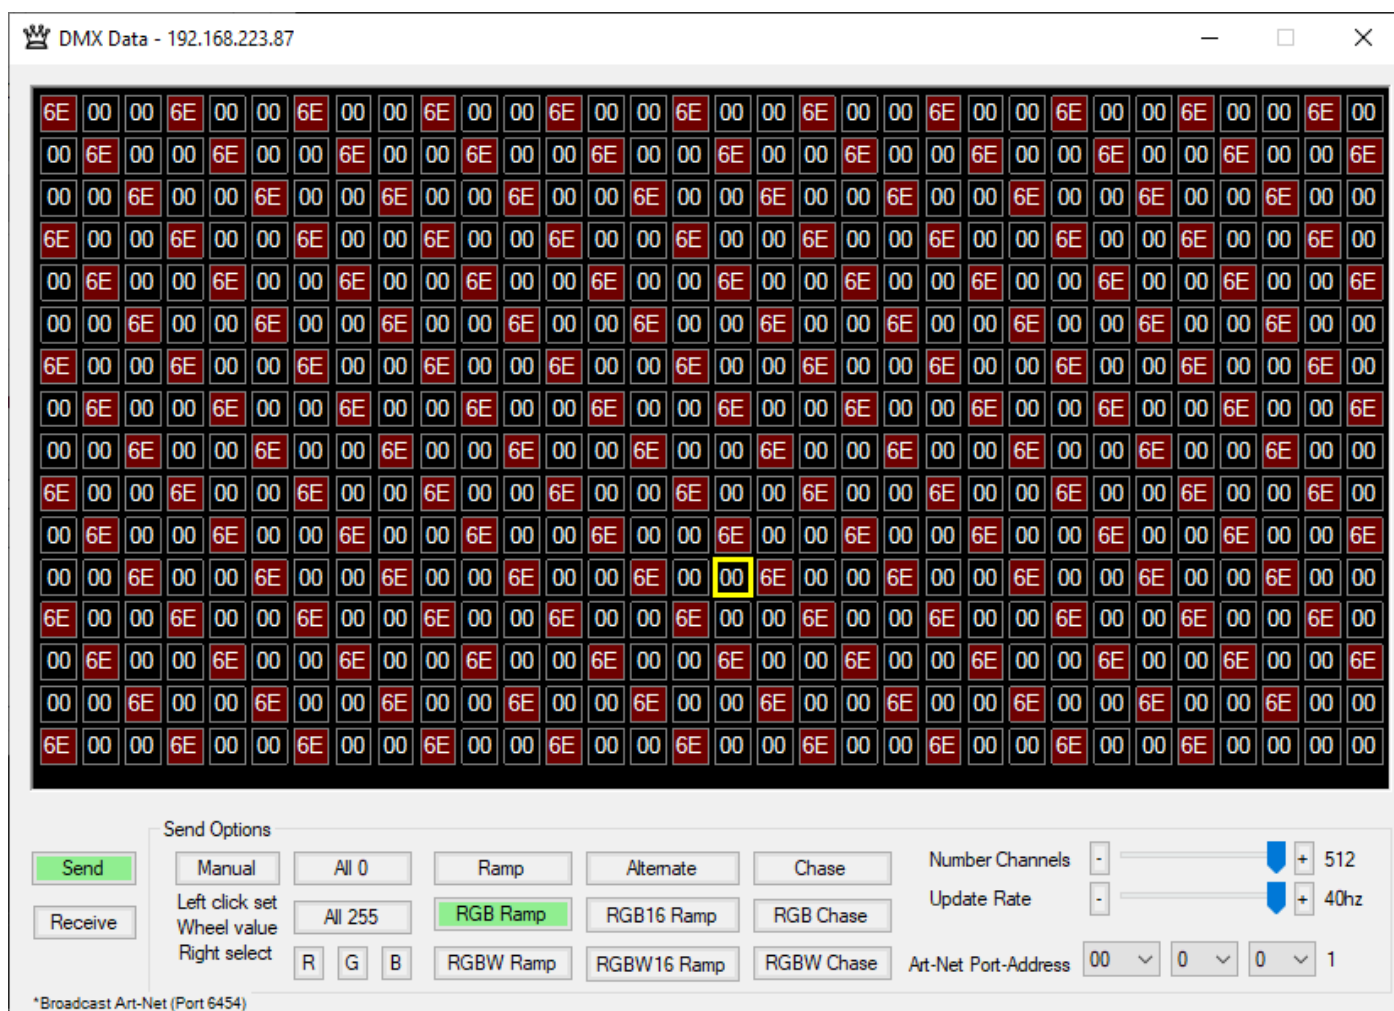 DMX Data - 192.168.223.87
6E 00 00 6E 00 00 6E 00 00 6E 00 00 6E 00 00 6E 00 00 6E 00 00 6E 00 00 6E 00 00 6E 00 00 6E 00
00 6E 00 00 6E 00 00 6E 00 00 6E 00 00 6E 00 00 6E 00 00 6E 00 00 6E 00 00 6E 00 00 6E 00 00 6E
00 00 6E 00 00 6E 00 00 6E 00 00 6E 00 00 6E 00 00 6E 00 00 6E 00 00 6E 00 00 6E 00 00 6E 00 00
6E 00 00 6E 00 00 6E 00 00 6E 00 00 6E 00 00 6E 00 00 6E 00 00 6E 00 00 6E 00 00 6E 00 00 6E 00
00 6E 00 00 6E 00 00 6E 00 00 6E 00 00 6E 00 00 6E 00 00 6E 00 00 6E 00 00 6E 00 00 6E 00 00 6E
00 00 6E 00 00 6E 00 00 6E 00 00 6E 00 00 6E 00 00 6E 00 00 6E 00 00 6E 00 00 6E 00 00 6E 00 00
6E 00 00 6E 00 00 6E 00 00 6E 00 00 6E 00 00 6E 00 00 6E 00 00 6E 00 00 6E 00 00 6E 00 00 6E 00
00 6E 00 00 6E 00 00 6E 00 00 6E 00 00 6E 00 00 6E 00 00 6E 00 00 6E 00 00 6E 00 00 6E 00 00 6E
00 00 6E 00 00 6E 00 00 6E 00 00 6E 00 00 6E 00 00 6E 00 00 6E 00 00 6E 00 00 6E 00 00 6E 00 00
6E 00 00 6E 00 00 6E 00 00 6E 00 00 6E 00 00 6E 00 00 6E 00 00 6E 00 00 6E 00 00 6E 00 00 6E 00
00 6E 00 00 6E 00 00 6E 00 00 6E 00 00 6E 00 00 6E 00 00 6E 00 00 6E 00 00 6E 00 00 6E 00 00 6E
00 00 6E 00 00 6E 00 00 6E 00 00 6E 00 00 6E 00 00 6E 00 00 6E 00 00 6E 00 00 6E 00 00 6E 00 00
6E 00 00 6E 00 00 6E 00 00 6E 00 00 6E 00 00 6E 00 00 6E 00 00 6E 00 00 6E 00 00 6E 00 00 6E 00
00 6E 00 00 6E 00 00 6E 00 00 6E 00 00 6E 00 00 6E 00 00 6E 00 00 6E 00 00 6E 00 00 6E 00 00 6E
00 00 6E 00 00 6E 00 00 6E 00 00 6E 00 00 6E 00 00 6E 00 00 6E 00 00 6E 00 00 6E 00 00 6E 00 00
6E 00 00 6E 00 00 6E 00 00 6E 00 00 6E 00 00 6E 00 00 6E 00 00 6E 00 00 6E 00 00 6E 00 00 00 00
Send Options
Send Manual All 0 Ramp Alternate Chase Number Channels - + 512
Left click set
Wheel value
Right select
Receive All 255 RGB Ramp RGB16 Ramp RGB Chase Update Rate - + 40hz
R G B RGBW Ramp RGBW16 Ramp RGBW Chase Art-Net Port-Address 00 0 0 1
*Broadcast Art-Net (Port 6454)